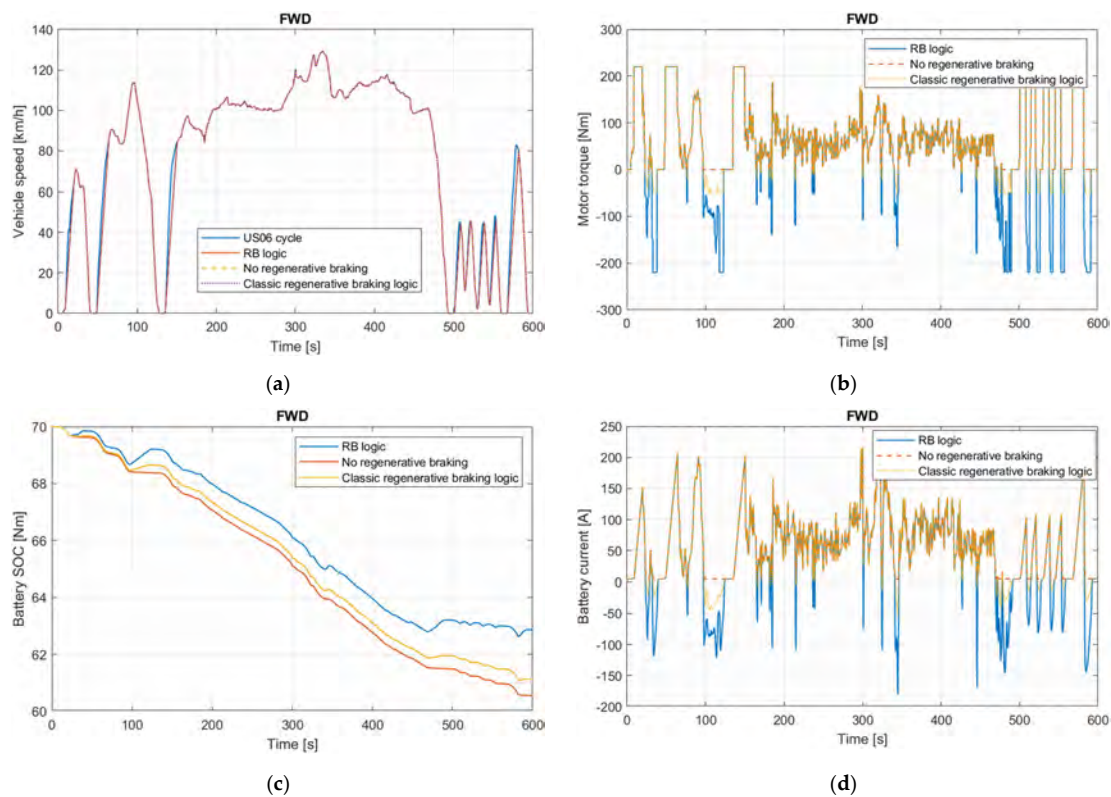 FWD
140
120
100
80
60
40
20
0
Vehicle speed [km/h]
US06 cycle
RB logic
No regenerative braking
Classic regenerative braking logic
0 100 200 300 400 500 600
Time [s]
(a)
FWD
300
200
100
0
-100
-200
-300
Motor torque [Nm]
RB logic
No regenerative braking
Classic regenerative braking logic
0 100 200 300 400 500 600
Time [s]
(b)
FWD
70
68
66
64
62
60
Battery SOC [Nm]
RB logic
No regenerative braking
Classic regenerative braking logic
0 100 200 300 400 500 600
Time [s]
(c)
FWD
250
200
150
100
50
0
-50
-100
-150
-200
Battery current [A]
RB logic
No regenerative braking
Classic regenerative braking logic
0 100 200 300 400 500 600
Time [s]
(d)